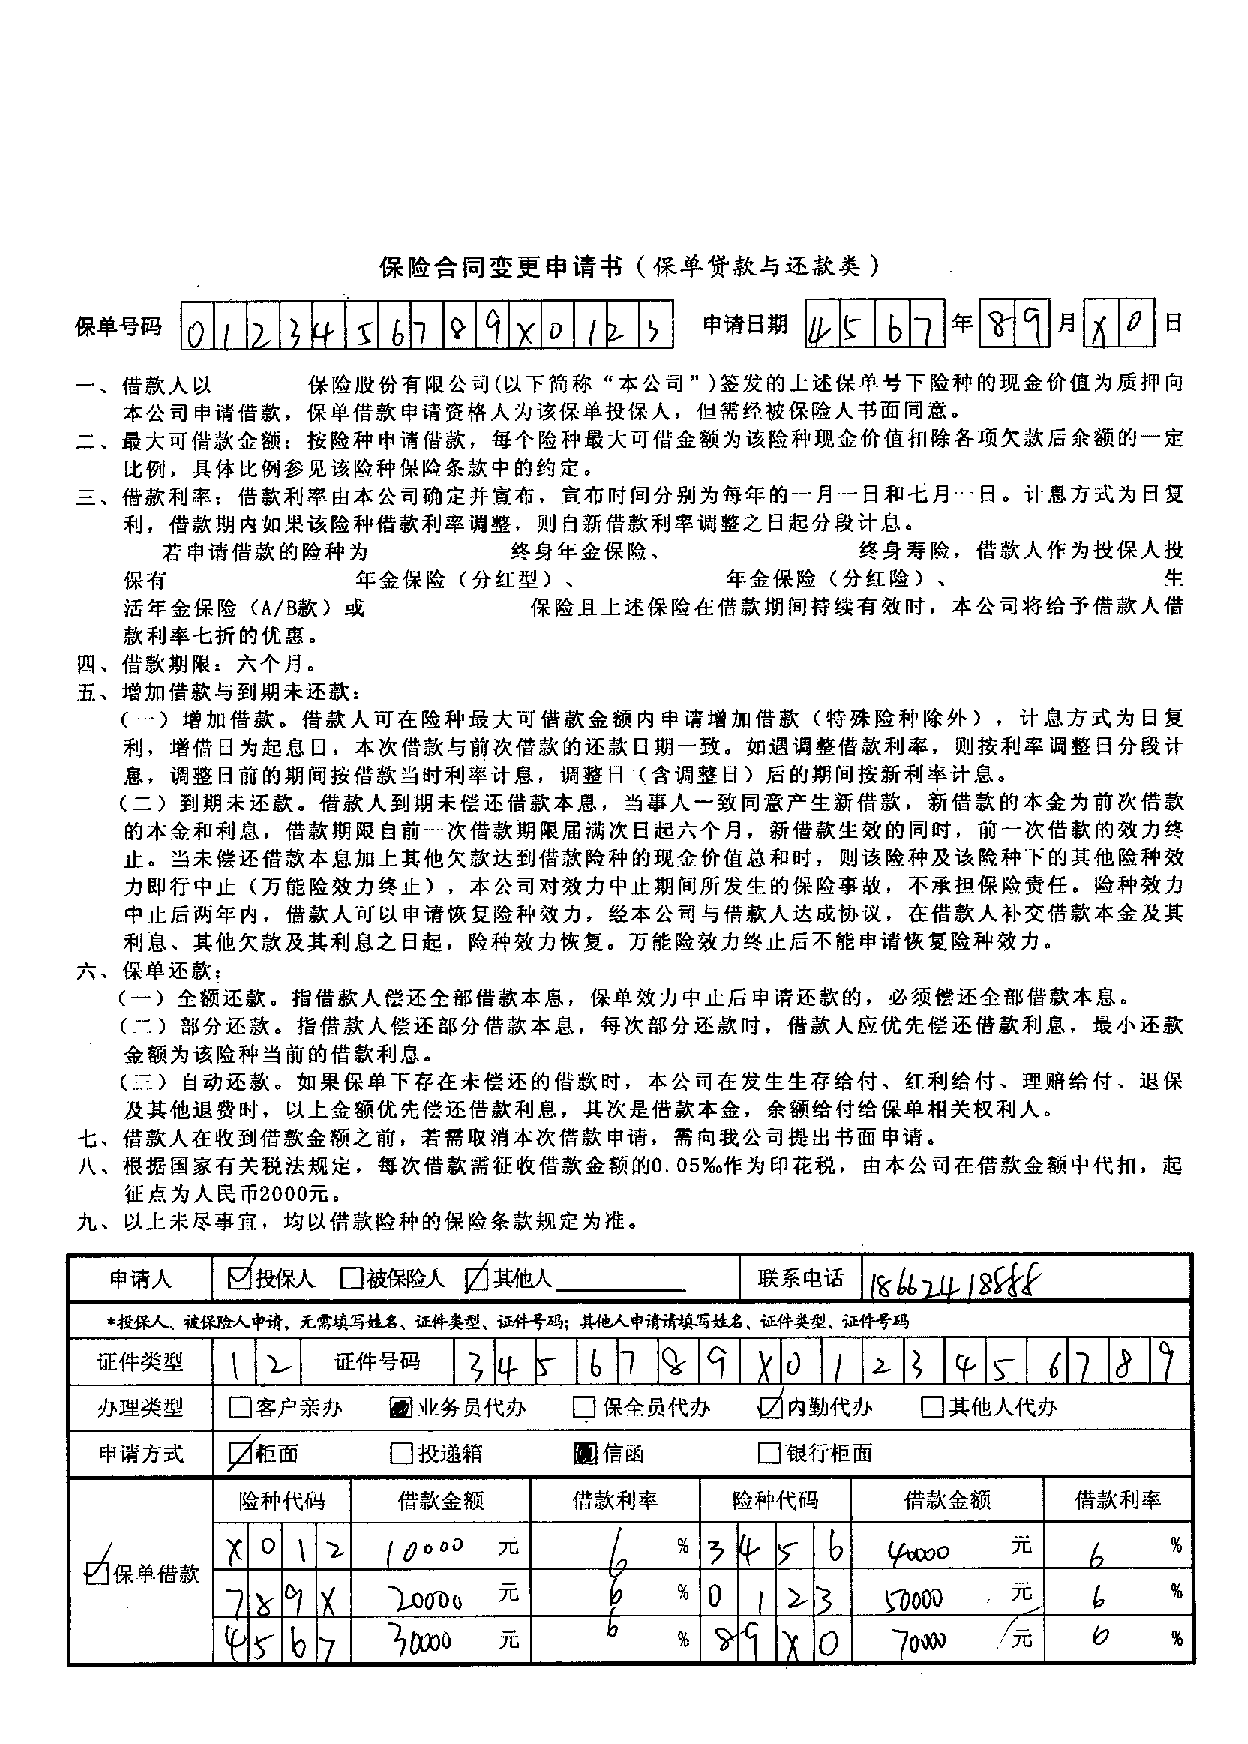 保险合同变更申请书（保单贷款与还款类）
保单号码 0 1 2 3 4 5 6 7 8 9 X 0 1 2 3 申请日期 4 5 6 7 年 8 9 月 X 0 日
一、借款人以 保险股份有限公司(以下简称“本公司”)签发的上述保单号下险种的现金价值为质押向
本公司申请借款，保单借款申请资格人为该保单投保人，但需经被保险人书面同意。
二、最大可借款金额：按险种申请借款，每个险种最大可借金额为该险种现金价值扣除各项欠款后余额的一定
比例，具体比例参见该险种保险条款中的约定。
三、借款利率：借款利率由本公司确定并宣布，宣布时间分别为每年的一月一日和七月一日。计息方式为日复
利，借款期内如果该险种借款利率调整，则自新借款利率调整之日起分段计息。
若申请借款的险种为 终身年金保险、 终身寿险，借款人作为投保人投
保有 年金保险（分红型）、 年金保险（分红险）、 生
活年金保险（A/B款）或 保险且上述保险在借款期间持续有效时，本公司将给予借款人借
款利率七折的优惠。
四、借款期限：六个月。
五、增加借款与到期未还款：
（一）增加借款。借款人可在险种最大可借款金额内申请增加借款（特殊险种除外），计息方式为日复
利，增借日为起息日，本次借款与前次借款的还款日期一致。如遇调整借款利率，则按利率调整日分段计
息，调整日前的期间按借款当时利率计息，调整日（含调整日）后的期间按新利率计息。
（二）到期未还款。借款人到期未偿还借款本息，当事人一致同意产生新借款，新借款的本金为前次借款
的本金和利息，借款期限自前一次借款期限届满次日起六个月，新借款生效的同时，前一次借款的效力终
止。当未偿还借款本息加上其他欠款达到借款险种的现金价值总和时，则该险种及该险种下的其他险种效
力即行中止（万能险效力终止），本公司对效力中止期间所发生的保险事故，不承担保险责任。险种效力
中止后两年内，借款人可以申请恢复险种效力，经本公司与借款人达成协议，在借款人补交借款本金及其
利息、其他欠款及其利息之日起，险种效力恢复。万能险效力终止后不能申请恢复险种效力。
六、保单还款：
（一）全额还款。指借款人偿还全部借款本息，保单效力中止后申请还款的，必须偿还全部借款本息。
（二）部分还款。指借款人偿还部分借款本息，每次部分还款时，借款人应优先偿还借款利息，最小还款
金额为该险种当前的借款利息。
（三）自动还款。如果保单下存在未偿还的借款时，本公司在发生生存给付、红利给付、理赔给付、退保
及其他退费时，以上金额优先偿还借款利息，其次是借款本金，余额给付给保单相关权利人。
七、借款人在收到借款金额之前，若需取消本次借款申请，需向我公司提出书面申请。
八、根据国家有关税法规定，每次借款需征收借款金额的0.05‰作为印花税，由本公司在借款金额中代扣，起
征点为人民币2000元。
九、以上未尽事宜，均以借款险种的保险条款规定为准。
申请人 投保人 被保险人 其他人 联系电话 18662418588
*投保人、被保险人申请，无需填写姓名、证件类型、证件号码；其他人申请请填写姓名、证件类型、证件号码
证件类型 1 2 证件号码 3 4 5 6 7 8 9 X 0 1 2 3 4 5 6 7 8 9
办理类型 客户亲办 业务员代办 保全员代办 内勤代办 其他人代办
申请方式 柜面 投递箱 信函 银行柜面
险种代码 借款金额 借款利率 险种代码 借款金额 借款利率
保单借款 X 0 1 2 10000 元 6 % 3 4 5 6 40000 元 6 %
7 8 9 X 20000 元 6 % 0 1 2 3 50000 元 6 %
4 5 6 7 30000 元 6 % 8 9 X 0 70000 元 6 %